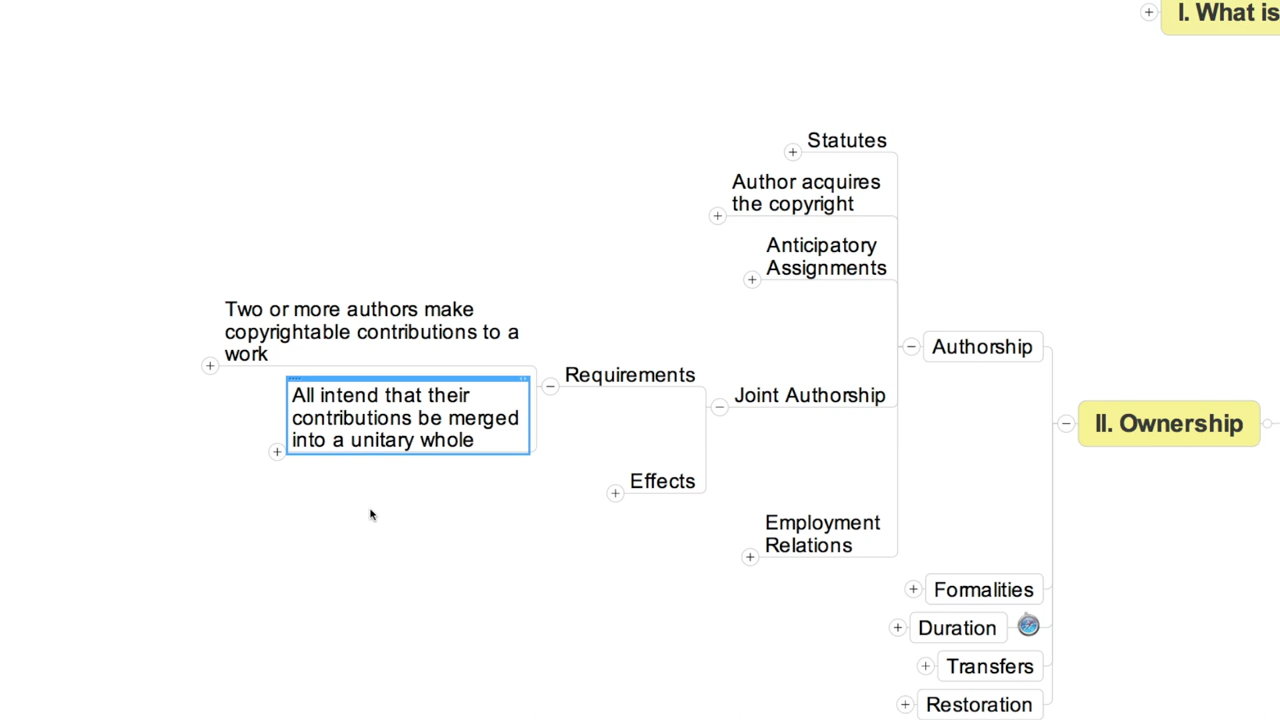 I. What is
Statutes
Author acquires
the copyright
Anticipatory
Assignments
Two or more authors make
copyrightable contributions to a
work
Authorship
Requirements
All intend that their
contributions be merged
into a unitary whole
Joint Authorship
II. Ownership
Effects
Employment
Relations
Formalities
Duration
Transfers
Restoration